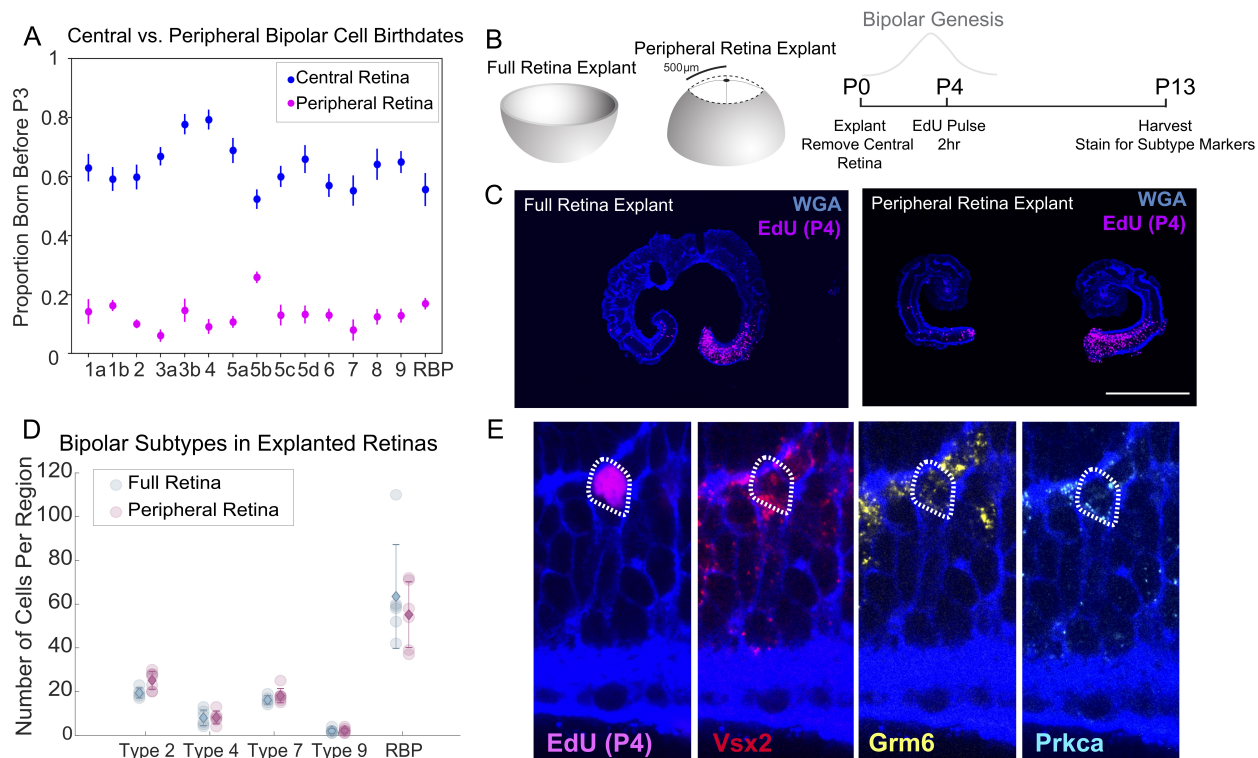 A
Central vs. Peripheral Bipolar Cell Birthdates
Proportion Born Before P3
1
0.8
0.6
0.4
0.2
0
Central Retina
Peripheral Retina
1a 1b 2 3a 3b 4 5a 5b 5c 5d 6 7 8 9 RBP
B
Full Retina Explant
Peripheral Retina Explant
500µm
Bipolar Genesis
P0 P4 P13
Explant
Remove Central
Retina
EdU Pulse
2hr
Harvest
Stain for Subtype Markers
C
Full Retina Explant
WGA
EdU (P4)
Peripheral Retina Explant
WGA
EdU (P4)
D
Bipolar Subtypes in Explanted Retinas
Number of Cells Per Region
120
100
80
60
40
20
0
Full Retina
Peripheral Retina
Type 2 Type 4 Type 7 Type 9 RBP
E
EdU (P4)
Vsx2
Grm6
Prkca